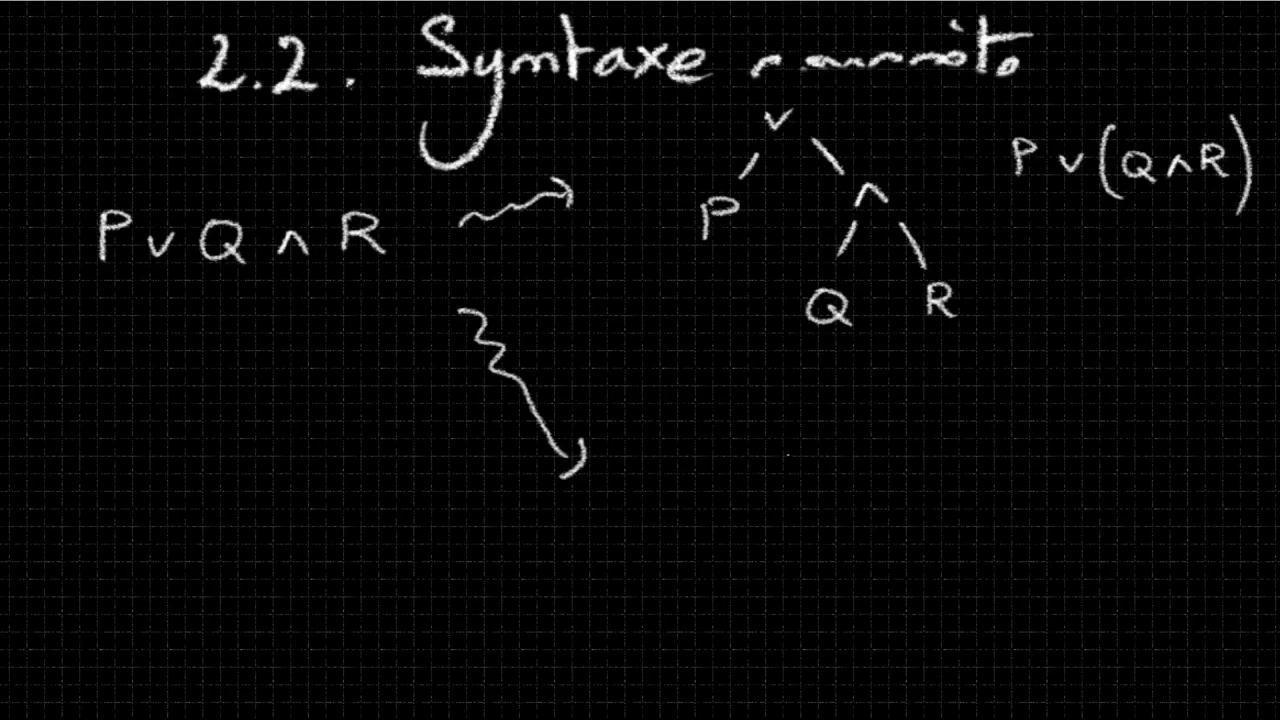 2.2. Syntaxe
P ∨ Q ∧ R
∨
P ∧
Q R
P ∨ (Q ∧ R)